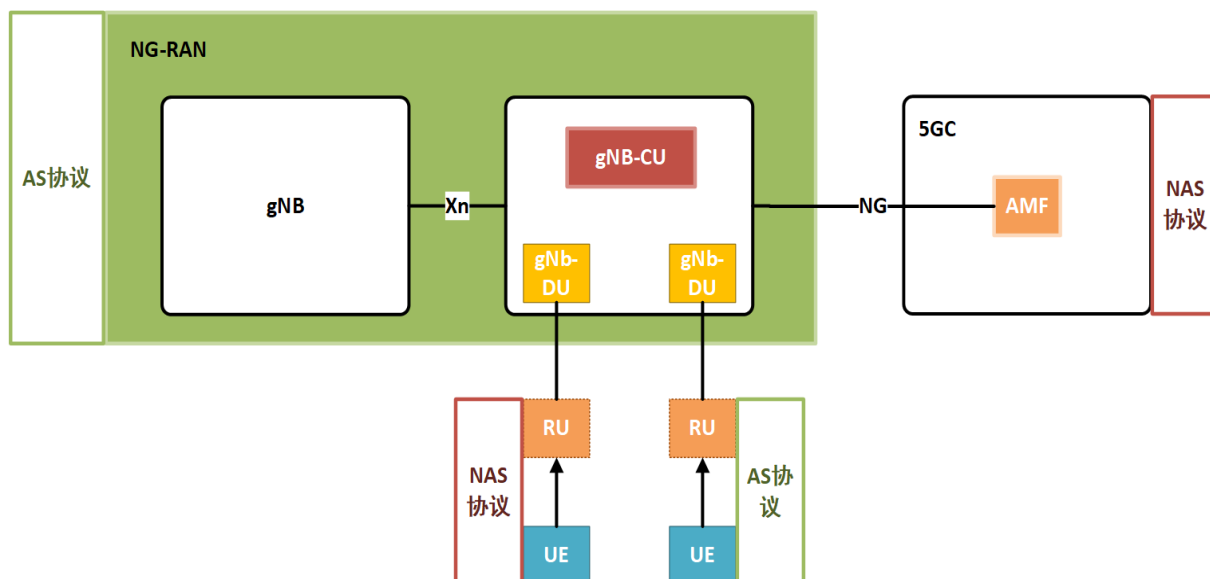 NG-RAN
AS协议
gNB
Xn
gNB-CU
gNb-
DU
gNb-
DU
NG
5GC
AMF
NAS
协议
NAS
协议
RU
UE
RU
UE
AS协
议